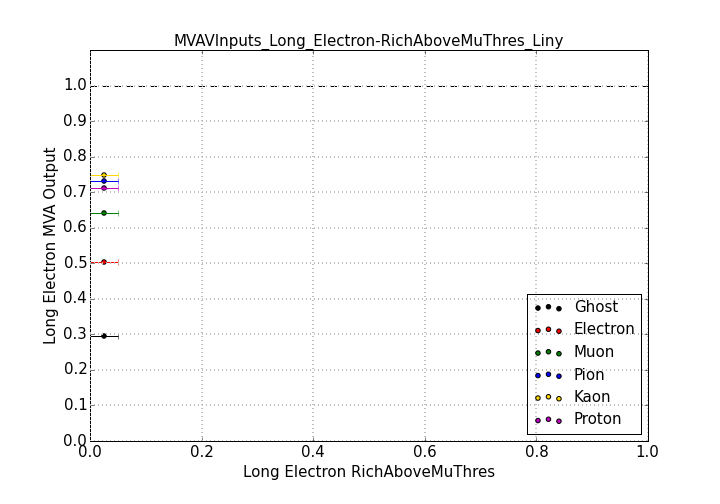 MVAVInputs_Long_Electron-RichAboveMuThres_Liny
1.0
0.9
0.8
0.7
0.6
0.5
0.4
0.3
0.2
0.1
0.0
Long Electron MVA Output
Ghost
Electron
Muon
Pion
Kaon
Proton
0.0 0.2 0.4 0.6 0.8 1.0
Long Electron RichAboveMuThres